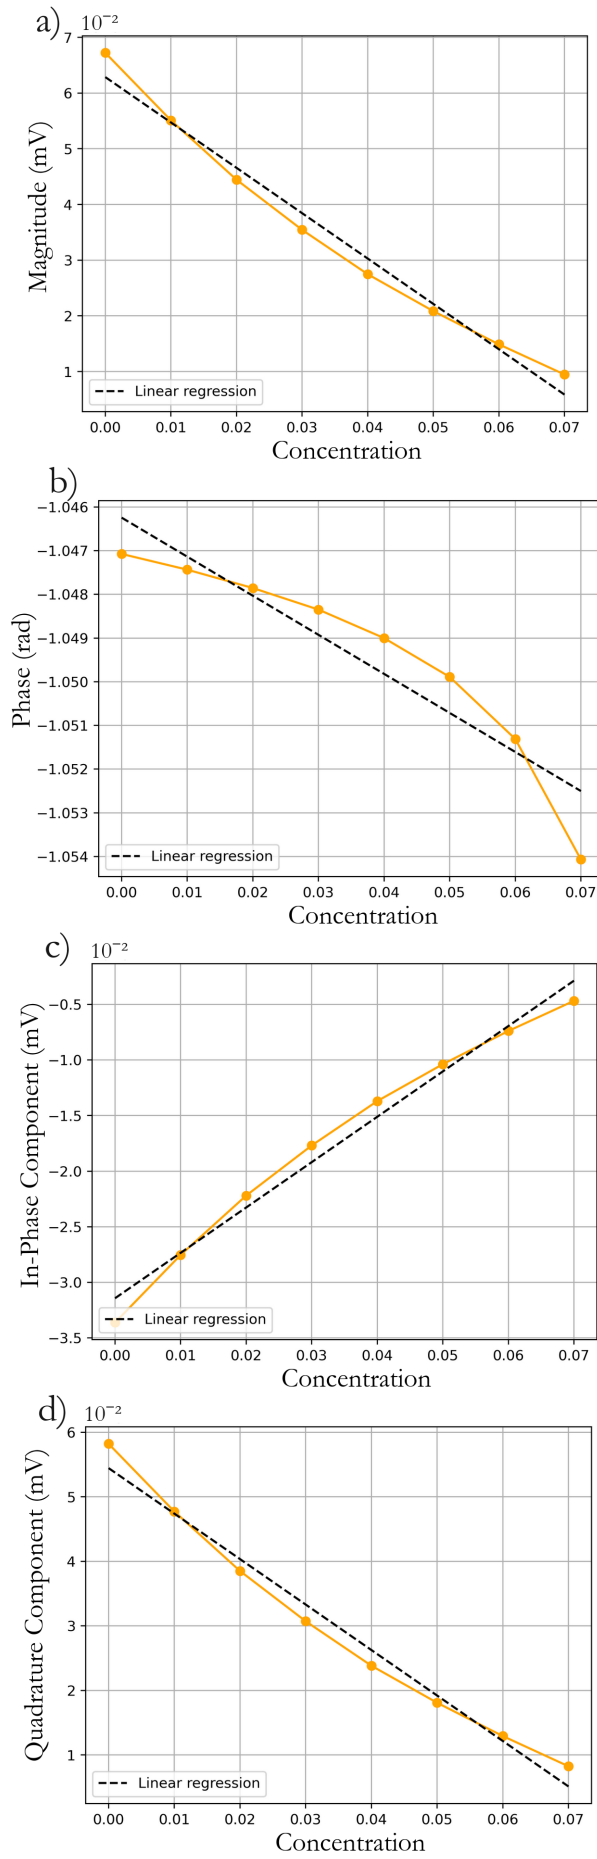 a)
10⁻²
7
6
5
4
3
2
1
Magnitude (mV)
Linear regression
0.00 0.01 0.02 0.03 0.04 0.05 0.06 0.07
Concentration
b)
−1.046
−1.047
−1.048
−1.049
−1.050
−1.051
−1.052
−1.053
−1.054
Phase (rad)
Linear regression
0.00 0.01 0.02 0.03 0.04 0.05 0.06 0.07
Concentration
c)
10⁻²
−0.5
−1.0
−1.5
−2.0
−2.5
−3.0
−3.5
In-Phase Component (mV)
Linear regression
0.00 0.01 0.02 0.03 0.04 0.05 0.06 0.07
Concentration
d)
10⁻²
6
5
4
3
2
1
Quadrature Component (mV)
Linear regression
0.00 0.01 0.02 0.03 0.04 0.05 0.06 0.07
Concentration